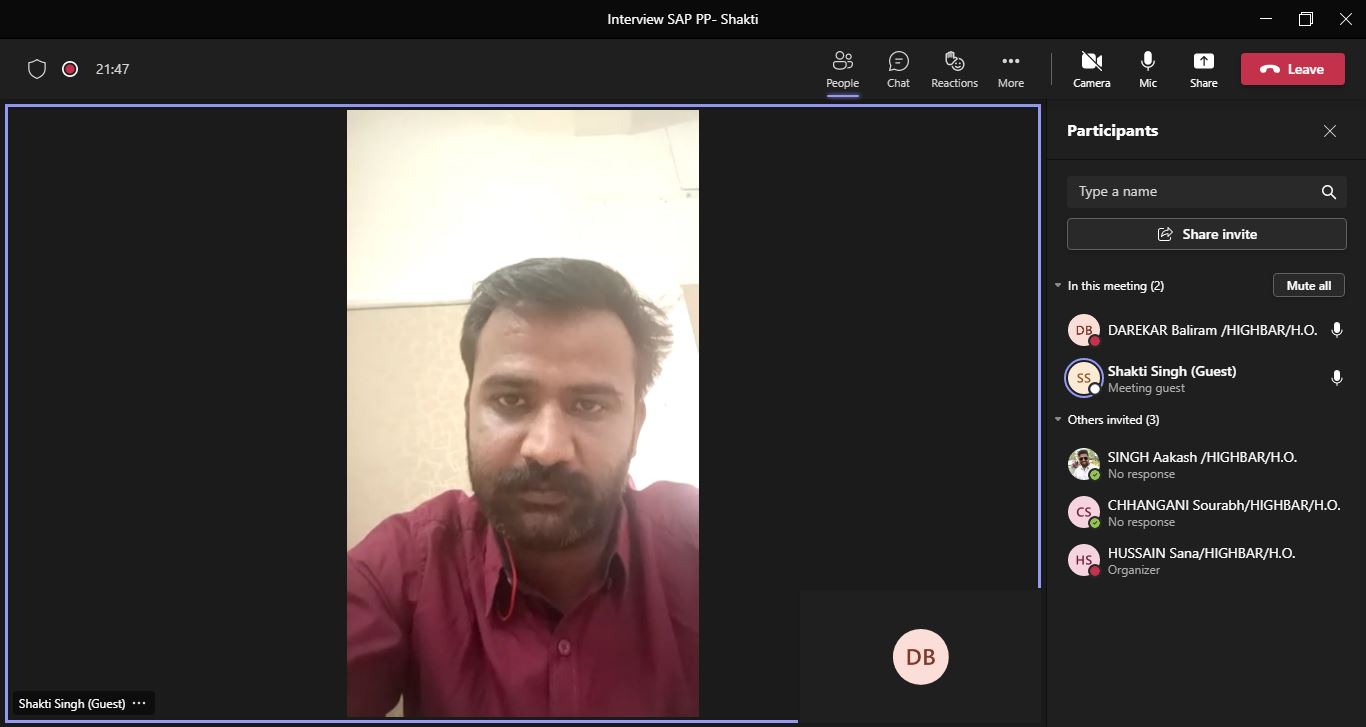 Interview SAP PP- Shakti
21:47
People
Chat
Reactions
More
Camera
Mic
Share
Leave
Shakti Singh (Guest) ···
DB
Participants
Type a name
Share invite
In this meeting (2)
Mute all
DB DAREKAR Baliram /HIGHBAR/H.O.
SS Shakti Singh (Guest)
Meeting guest
Others invited (3)
SINGH Aakash /HIGHBAR/H.O.
No response
CS CHHANGANI Sourabh/HIGHBAR/H.O.
No response
HS HUSSAIN Sana/HIGHBAR/H.O.
Organizer